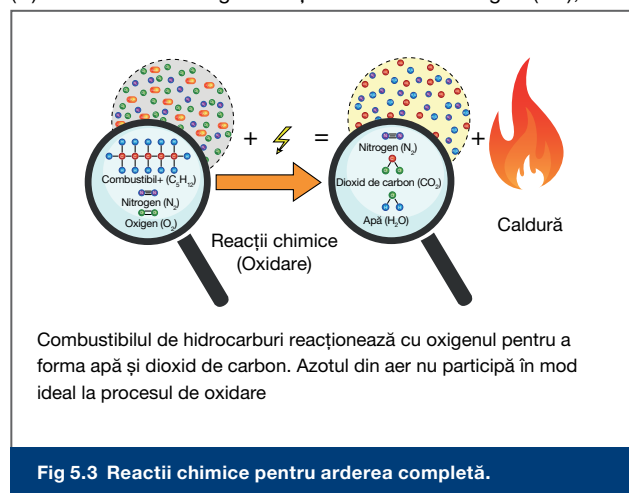 +
=
+
Combustibil+ (C₅H₁₂)
Nitrogen (N₂)
Oxigen (O₂)
Nitrogen (N₂)
Dioxid de carbon (CO₂)
Apă (H₂O)
Reacții chimice
(Oxidare)
Caldură
Combustibilul de hidrocarburi reacționează cu oxigenul pentru a
forma apă și dioxid de carbon. Azotul din aer nu participă în mod
ideal la procesul de oxidare
Fig 5.3 Reactii chimice pentru arderea completă.